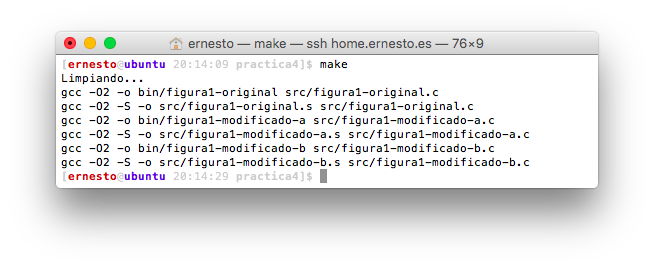 ernesto — make — ssh home.ernesto.es — 76×9
[ernesto@ubuntu 20:14:09 practica4]$ make
Limpiando...
gcc -O2 -o bin/figura1-original src/figura1-original.c
gcc -O2 -S -o src/figura1-original.s src/figura1-original.c
gcc -O2 -o bin/figura1-modificado-a src/figura1-modificado-a.c
gcc -O2 -S -o src/figura1-modificado-a.s src/figura1-modificado-a.c
gcc -O2 -o bin/figura1-modificado-b src/figura1-modificado-b.c
gcc -O2 -S -o src/figura1-modificado-b.s src/figura1-modificado-b.c
[ernesto@ubuntu 20:14:29 practica4]$